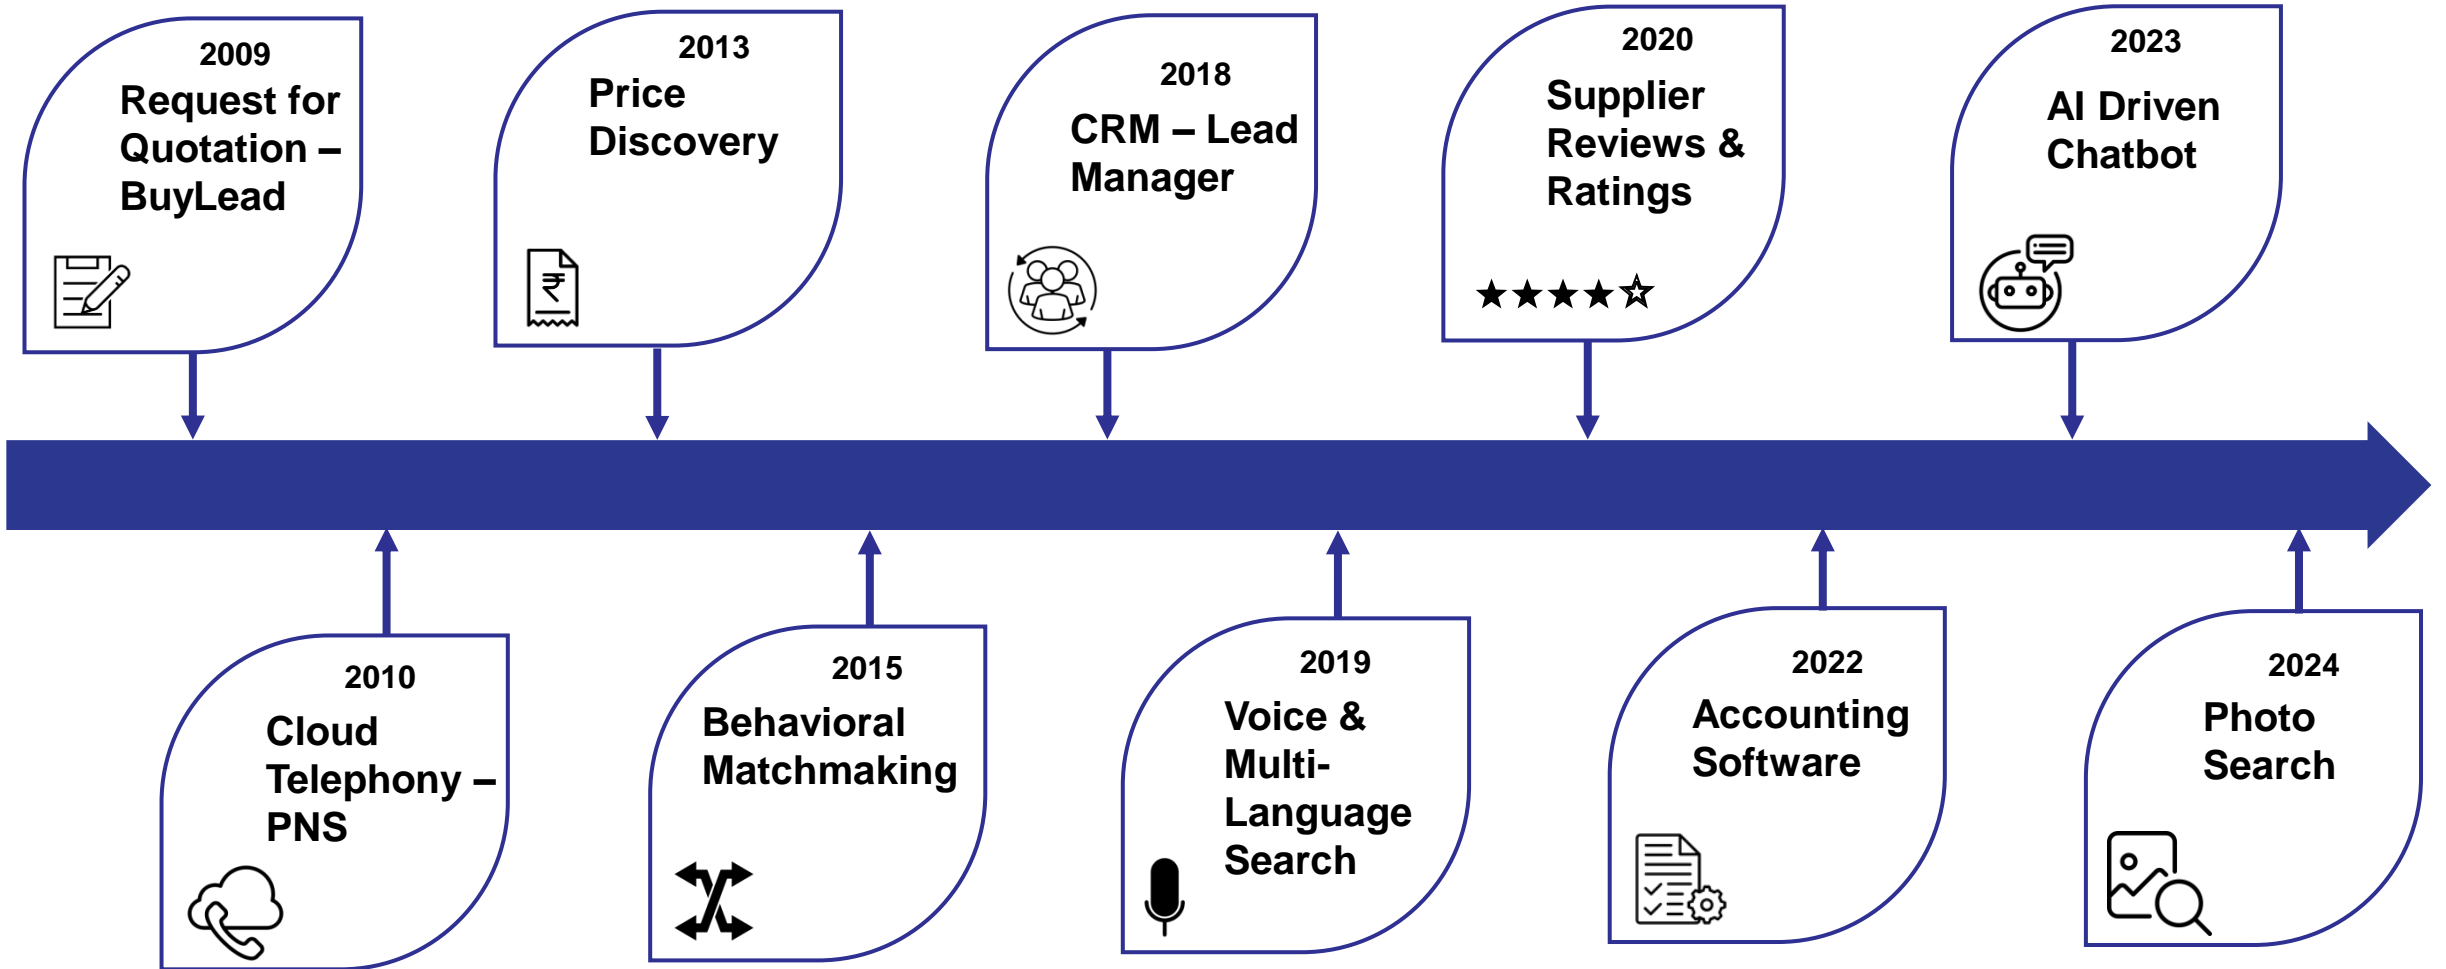 2009
Request for
Quotation –
BuyLead
2013
Price
Discovery
₹
2018
CRM – Lead
Manager
2020
Supplier
Reviews &
Ratings
2023
AI Driven
Chatbot
2010
Cloud
Telephony –
PNS
2015
Behavioral
Matchmaking
2019
Voice &
Multi-
Language
Search
2022
Accounting
Software
2024
Photo
Search